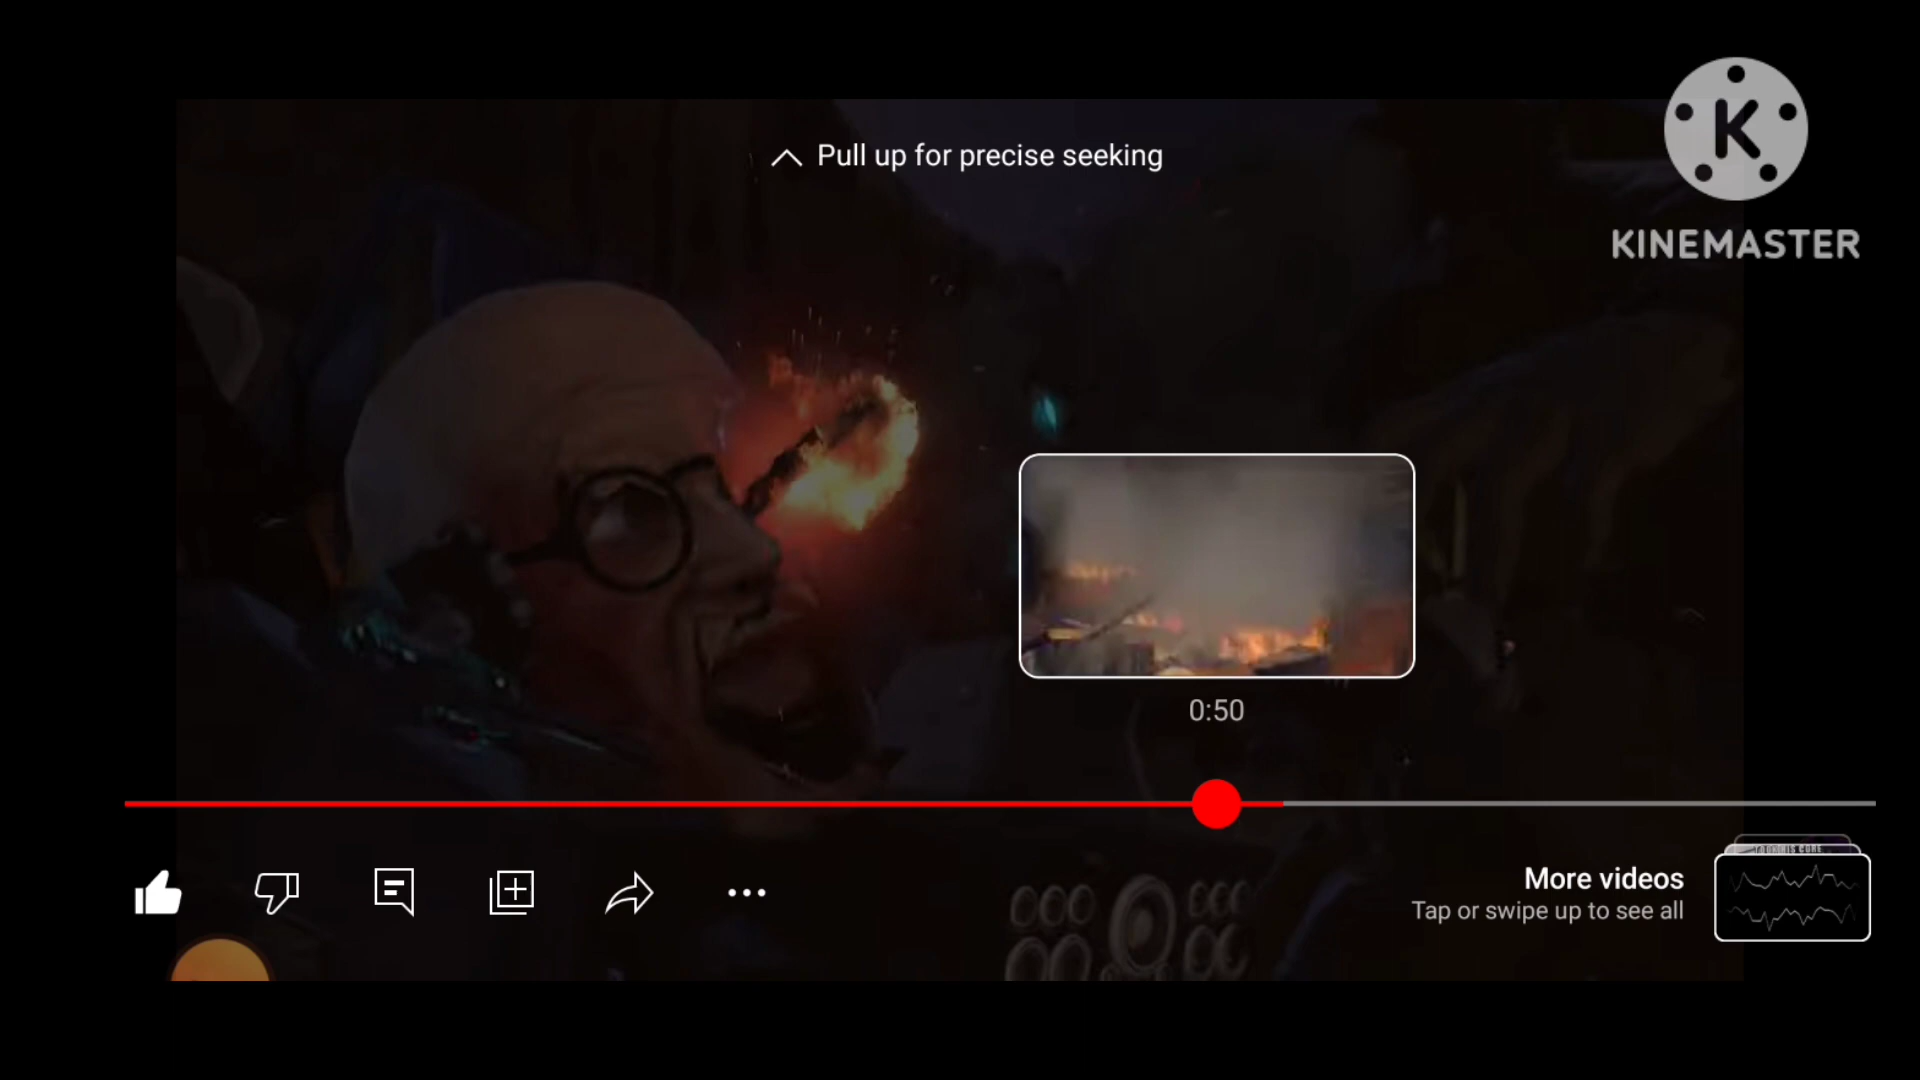 Pull up for precise seeking
K
KINEMASTER
0:50
More videos
Tap or swipe up to see all